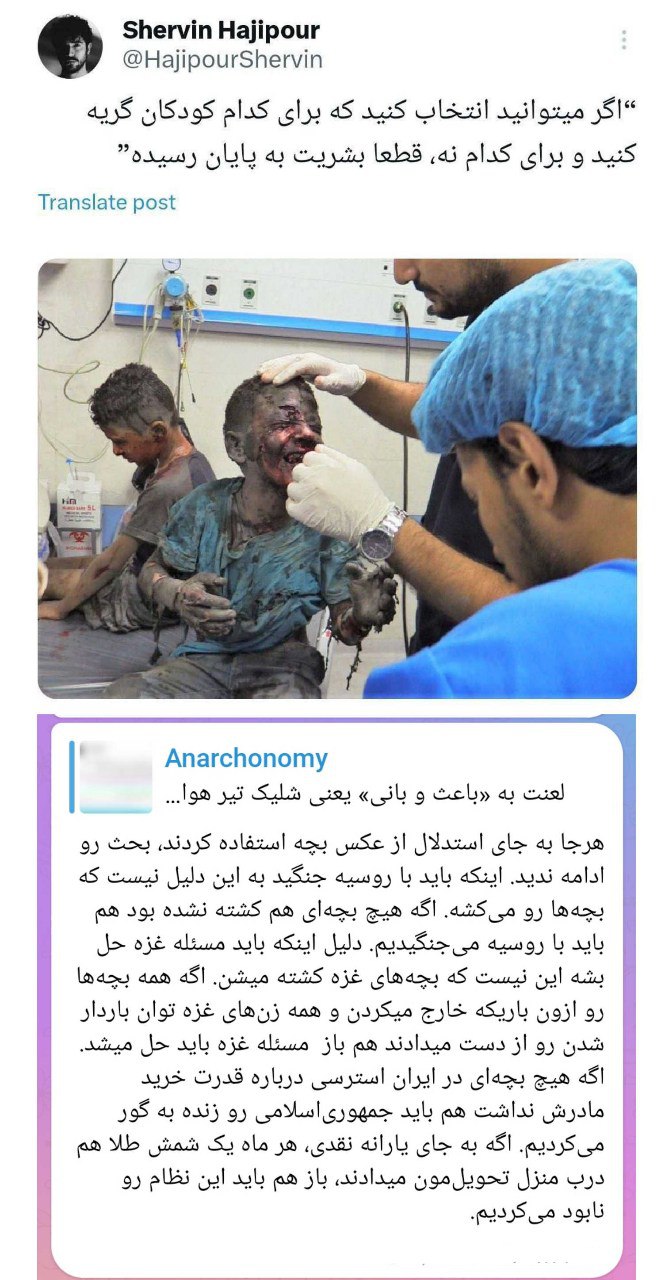 Shervin Hajipour
@HajipourShervin
“اگر میتوانید انتخاب کنید که برای کدام کودکان گریه
کنید و برای کدام نه، قطعا بشریت به پایان رسیده”
Translate post
Anarchonomy
لعنت به «باعث و بانی» یعنی شلیک تیر هوا...
هرجا به جای استدلال از عکس بچه استفاده کردند، بحث رو
ادامه ندید. اینکه باید با روسیه جنگید به این دلیل نیست که
بچه‌ها رو می‌کشه. اگه هیچ بچه‌ای هم کشته نشده بود هم
باید با روسیه می‌جنگیدیم. دلیل اینکه باید مسئله غزه حل
بشه این نیست که بچه‌های غزه کشته میشن. اگه همه بچه‌ها
رو ازون باریکه خارج میکردن و همه زن‌های غزه توان باردار
شدن رو از دست میدادند هم باز مسئله غزه باید حل میشد.
اگه هیچ بچه‌ای در ایران استرسی درباره قدرت خرید
مادرش نداشت هم باید جمهوری‌اسلامی رو زنده به گور
می‌کردیم. اگه به جای یارانه نقدی، هر ماه یک شمش طلا هم
درب منزل تحویل‌مون میدادند، باز هم باید این نظام رو
نابود می‌کردیم.